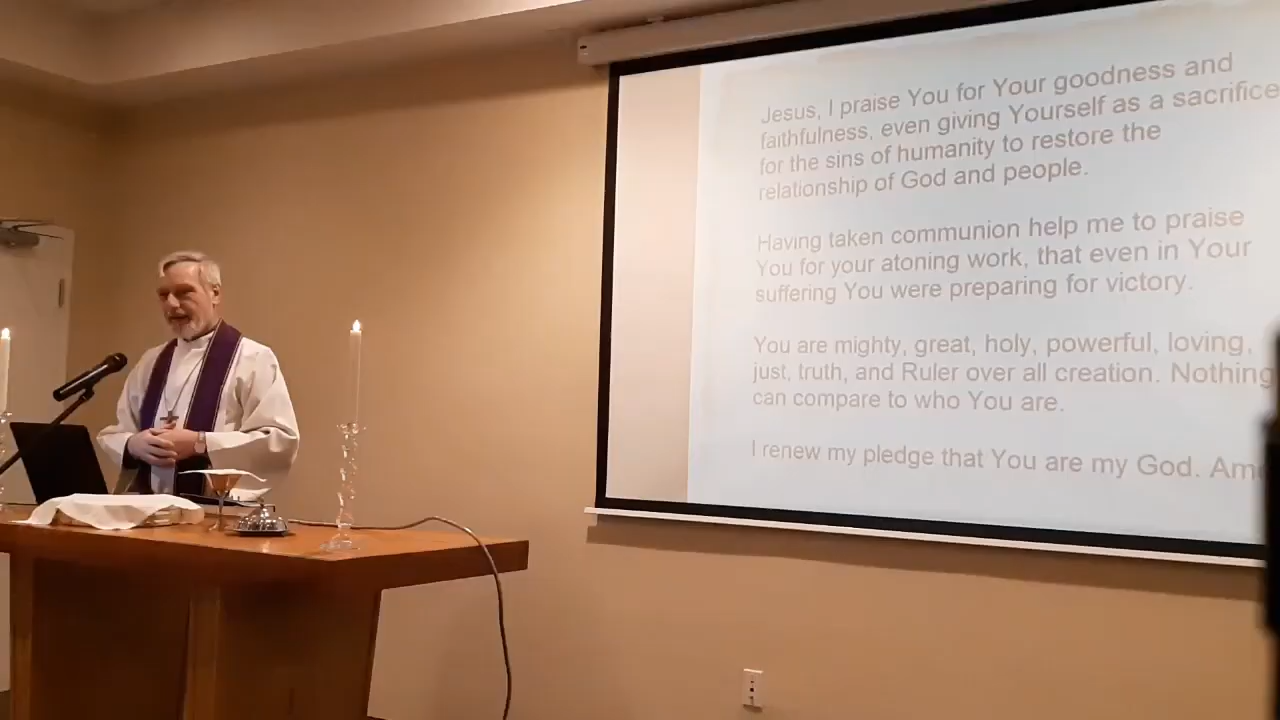 Jesus, I praise You for Your goodness and
faithfulness, even giving Yourself as a sacrifice
for the sins of humanity to restore the
relationship of God and people.
Having taken communion help me to praise
You for your atoning work, that even in Your
suffering You were preparing for victory.
You are mighty, great, holy, powerful, loving,
just, truth, and Ruler over all creation. Nothing
can compare to who You are.
I renew my pledge that You are my God.